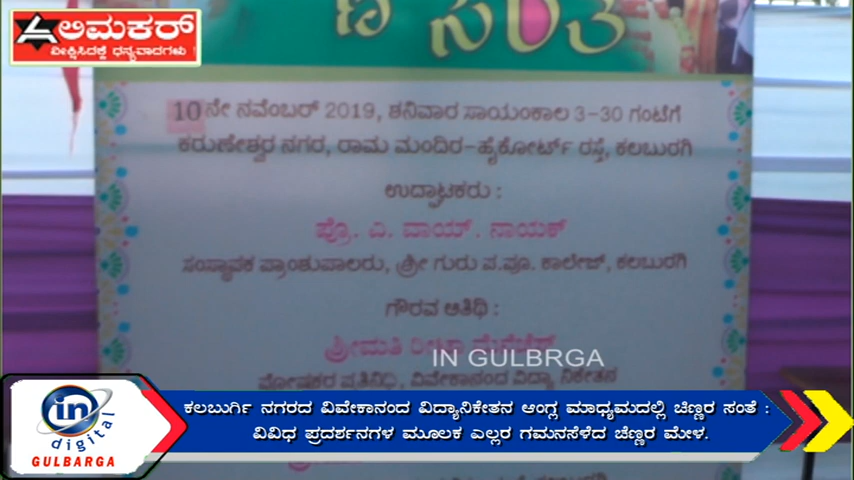 ಅಲಿಮಕರ್
ವೀಕ್ಷಿಸಿದಕ್ಕೆ ಧನ್ಯವಾದಗಳು !
ಸಂತೆ
10ನೇ ನವೆಂಬರ್ 2019, ಶನಿವಾರ ಸಾಯಂಕಾಲ 3-30 ಗಂಟೆಗೆ
ಕರುಣೇಶ್ವರ ನಗರ, ರಾಮ ಮಂದಿರ-ಹೈಕೋರ್ಟ್ ರಸ್ತೆ, ಕಲಬುರಗಿ
ಉದ್ಘಾಟಕರು :
ಪ್ರೊ. ಎ. ವಾಯ್. ನಾಯಕ್
ಸಂಸ್ಥಾಪಕ ಪ್ರಾಂಶುಪಾಲರು, ಶ್ರೀ ಗುರು ಪ.ಪೂ. ಕಾಲೇಜ್, ಕಲಬುರಗಿ
ಗೌರವ ಅತಿಥಿ :
ಶ್ರೀಮತಿ
IN GULBRGA
ಪೋಷಕರ ಪ್ರತಿನಿಧಿ, ವಿವೇಕಾನಂದ ವಿದ್ಯಾ ನಿಕೇತನ
in
digital
GULBARGA
ಕಲಬುರ್ಗಿ ನಗರದ ವಿವೇಕಾನಂದ ವಿದ್ಯಾನಿಕೇತನ ಆಂಗ್ಲ ಮಾಧ್ಯಮದಲ್ಲಿ ಚಿಣ್ಣರ ಸಂತೆ :
ವಿವಿಧ ಪ್ರದರ್ಶನಗಳ ಮೂಲಕ ಎಲ್ಲರ ಗಮನಸೆಳೆದ ಚಿಣ್ಣರ ಮೇಳ.